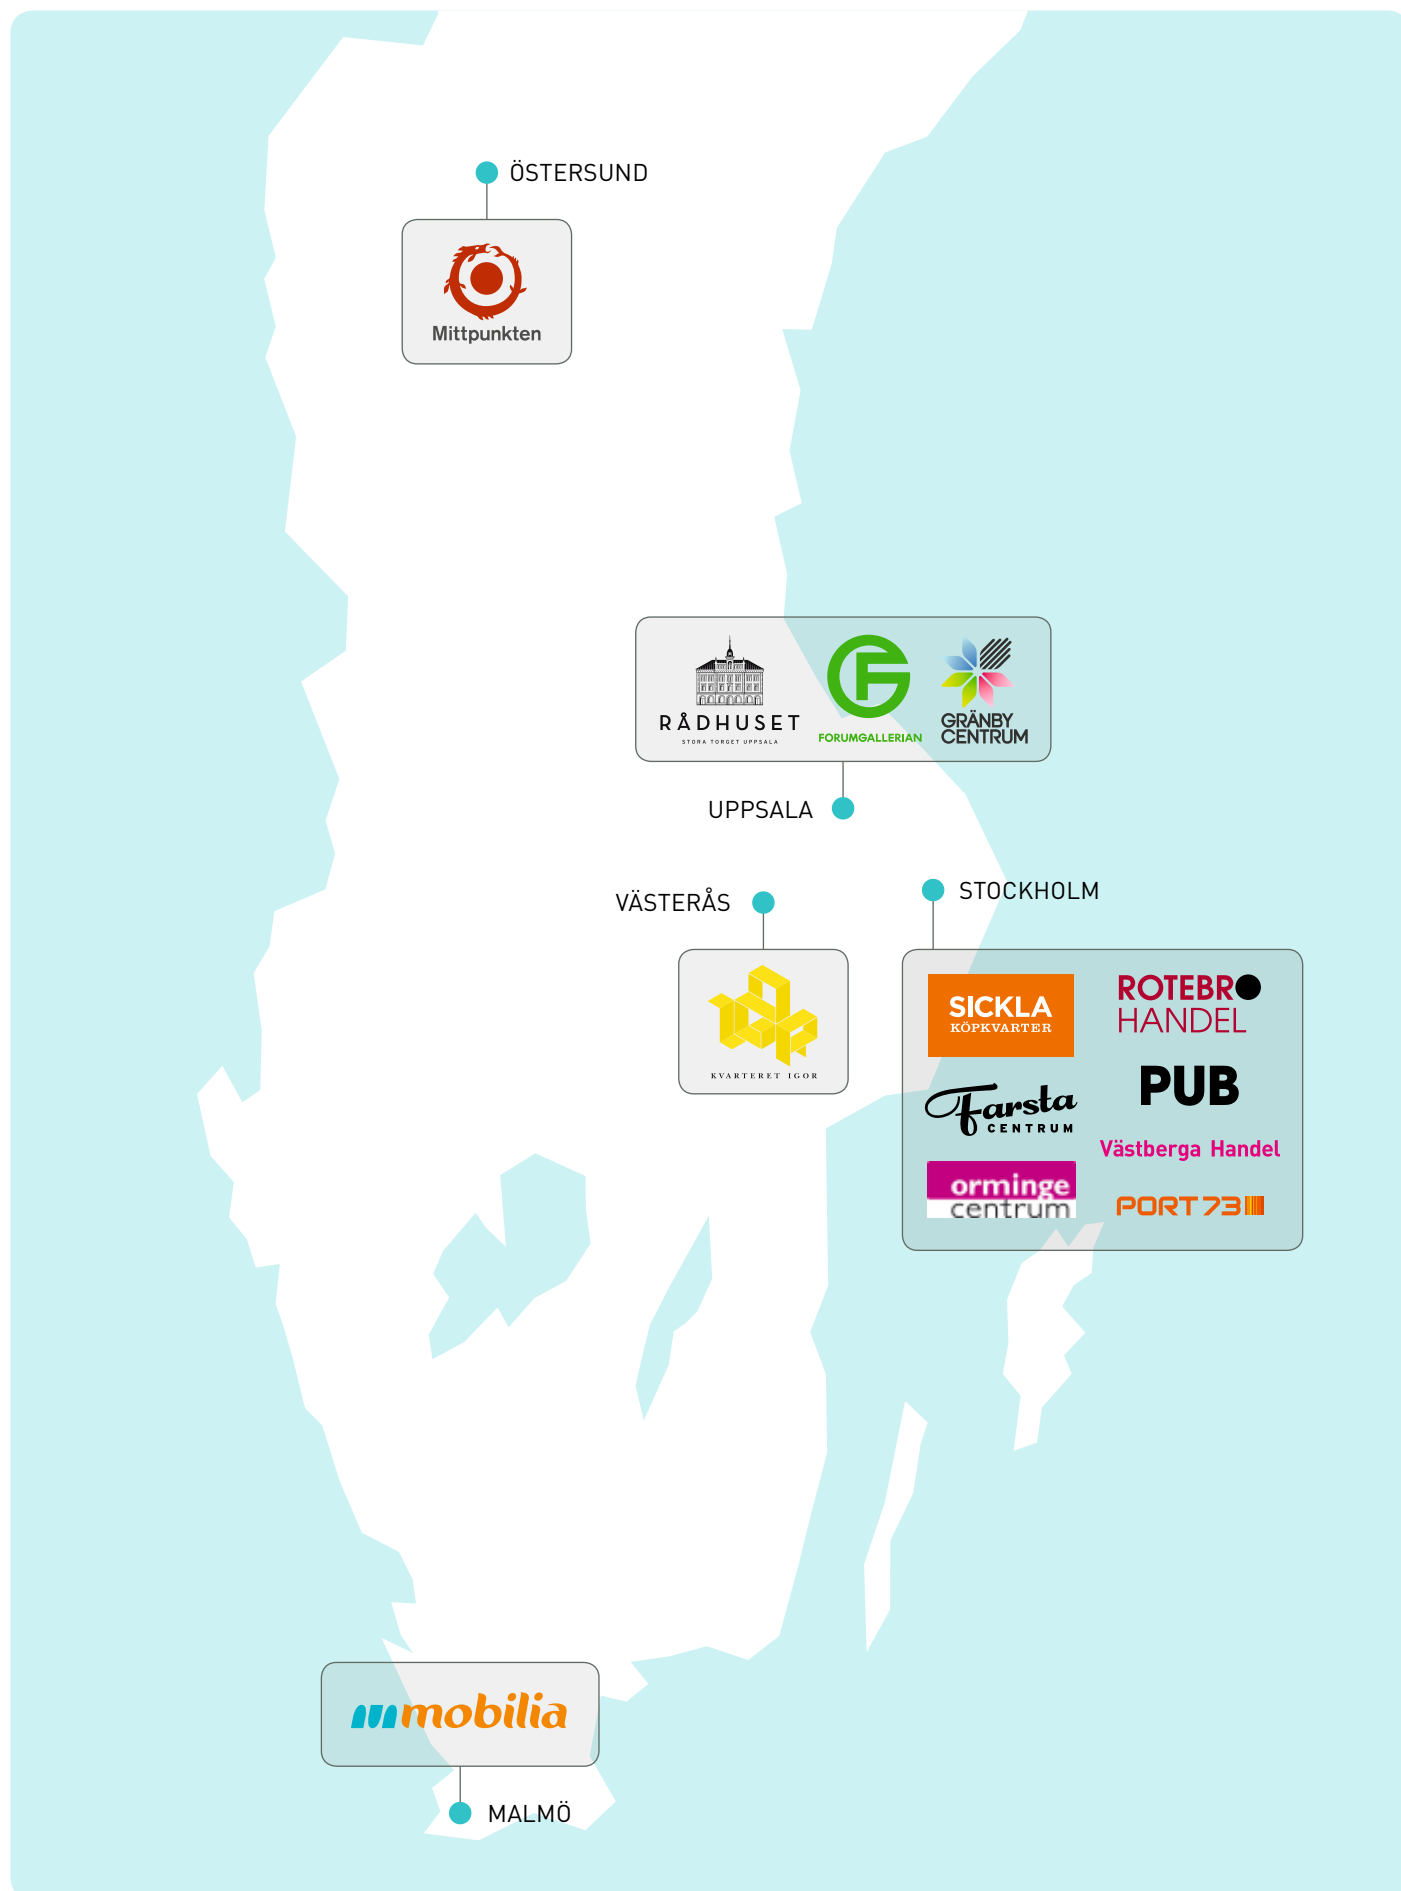 ÖSTERSUND
Mittpunkten
RÅDHUSET
STORA TORGET UPPSALA
FORUMGALLERIAN
GRÄNBY
CENTRUM
UPPSALA
VÄSTERÅS
KVARTERET IGOR
STOCKHOLM
SICKLA
KÖPKVARTER
ROTEBRO
HANDEL
Farsta
CENTRUM
PUB
Västberga Handel
orminge
centrum
PORT 73
mobilia
MALMÖ